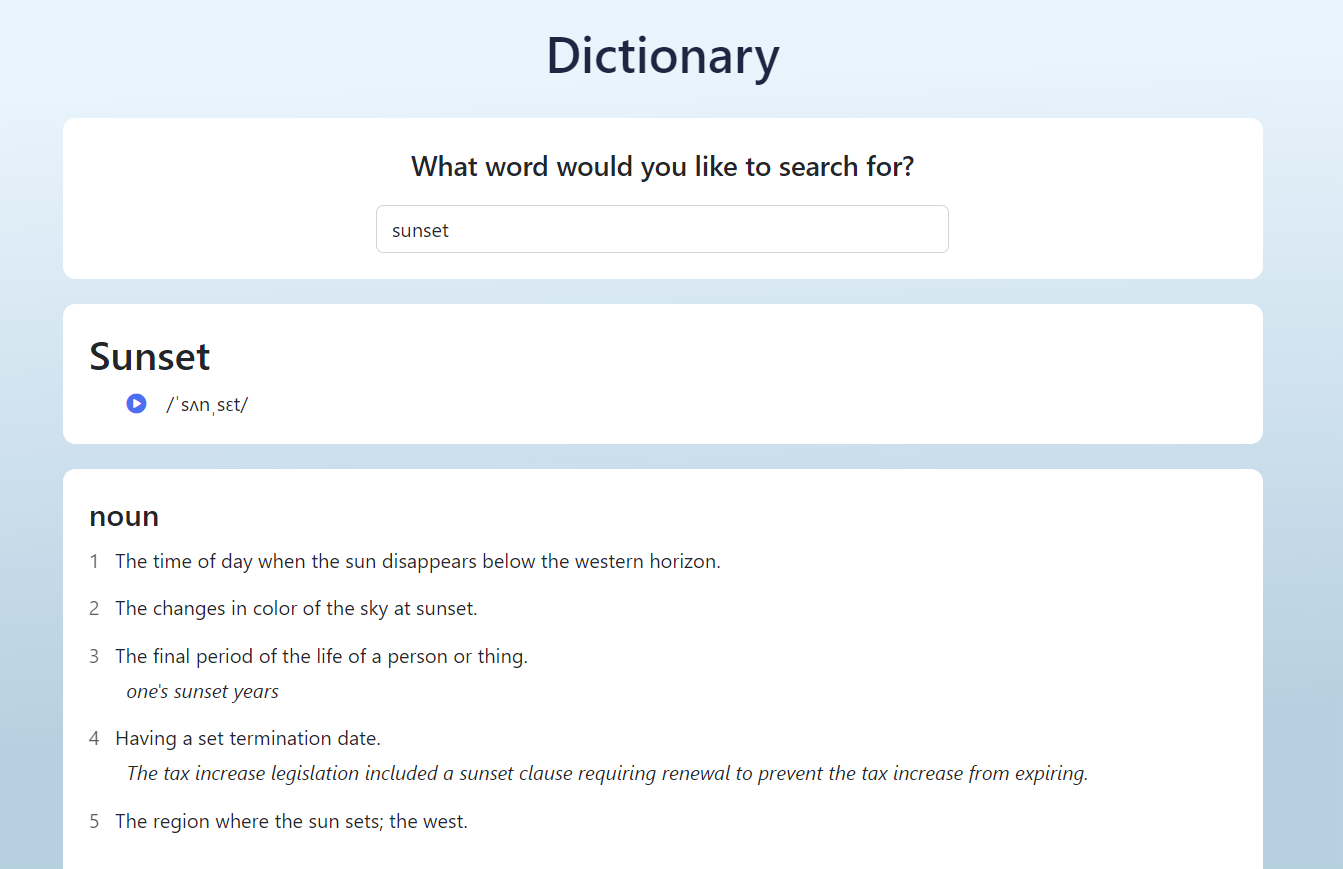 Dictionary
What word would you like to search for?
sunset
Sunset
/ˈsʌnˌsɛt/
noun
1 The time of day when the sun disappears below the western horizon.
2 The changes in color of the sky at sunset.
3 The final period of the life of a person or thing.
one's sunset years
4 Having a set termination date.
The tax increase legislation included a sunset clause requiring renewal to prevent the tax increase from expiring.
5 The region where the sun sets; the west.